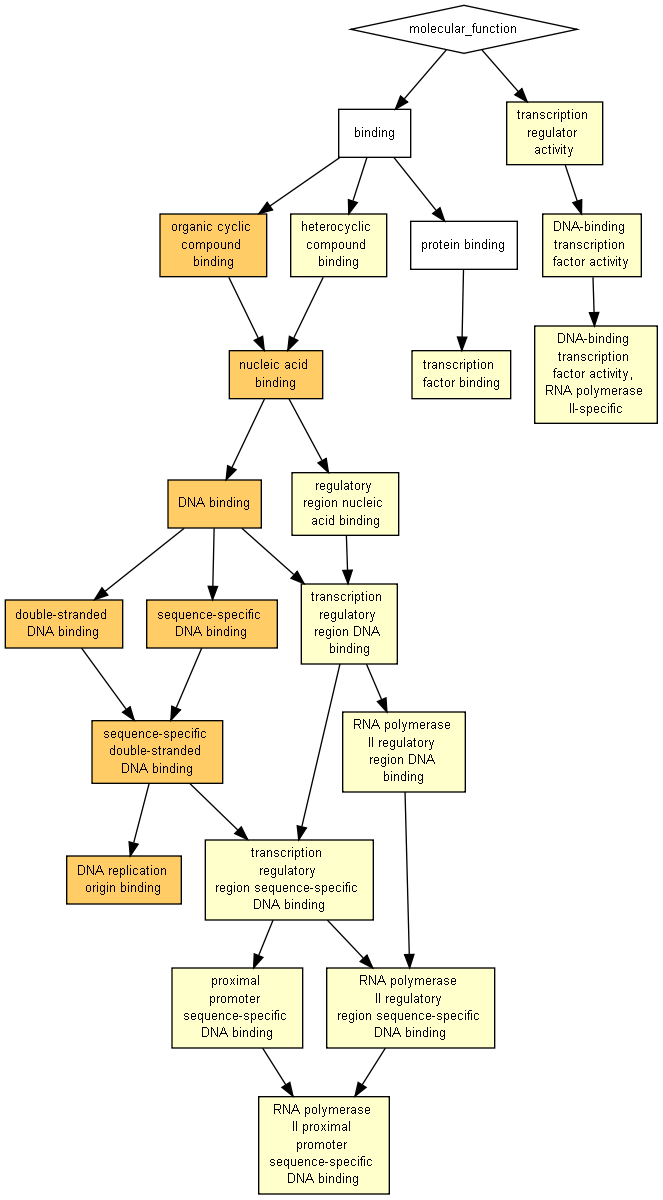 molecular_function
binding
transcription
regulator
activity
organic cyclic
compound
binding
heterocyclic
compound
binding
protein binding
DNA-binding
transcription
factor activity
nucleic acid
binding
transcription
factor binding
DNA-binding
transcription
factor activity,
RNA polymerase
II-specific
DNA binding
regulatory
region nucleic
acid binding
double-stranded
DNA binding
sequence-specific
DNA binding
transcription
regulatory
region DNA
binding
sequence-specific
double-stranded
DNA binding
RNA polymerase
II regulatory
region DNA
binding
DNA replication
origin binding
transcription
regulatory
region sequence-specific
DNA binding
proximal
promoter
sequence-specific
DNA binding
RNA polymerase
II regulatory
region sequence-specific
DNA binding
RNA polymerase
II proximal
promoter
sequence-specific
DNA binding